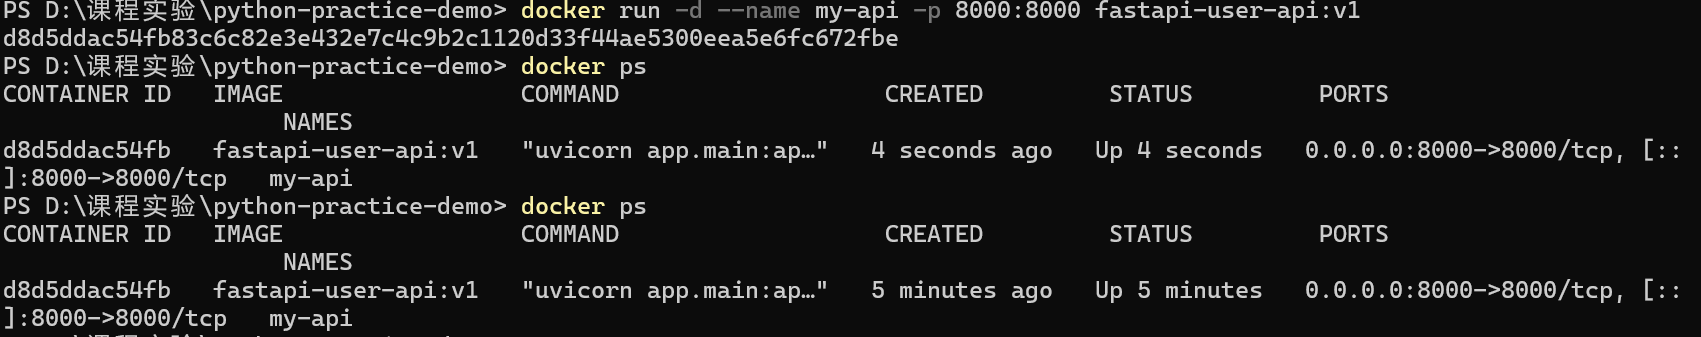 PS D:\课程实验\python-practice-demo> docker run -d --name my-api -p 8000:8000 fastapi-user-api:v1
d8d5ddac54fb83c6c82e3e432e7c4c9b2c1120d33f44ae5300eea5e6fc672fbe
PS D:\课程实验\python-practice-demo> docker ps
CONTAINER ID   IMAGE                 COMMAND                   CREATED         STATUS         PORTS
                    NAMES
d8d5ddac54fb   fastapi-user-api:v1   "uvicorn app.main:ap…"   4 seconds ago   Up 4 seconds   0.0.0.0:8000->8000/tcp, [::
]:8000->8000/tcp   my-api
PS D:\课程实验\python-practice-demo> docker ps
CONTAINER ID   IMAGE                 COMMAND                   CREATED         STATUS         PORTS
                    NAMES
d8d5ddac54fb   fastapi-user-api:v1   "uvicorn app.main:ap…"   5 minutes ago   Up 5 minutes   0.0.0.0:8000->8000/tcp, [::
]:8000->8000/tcp   my-api